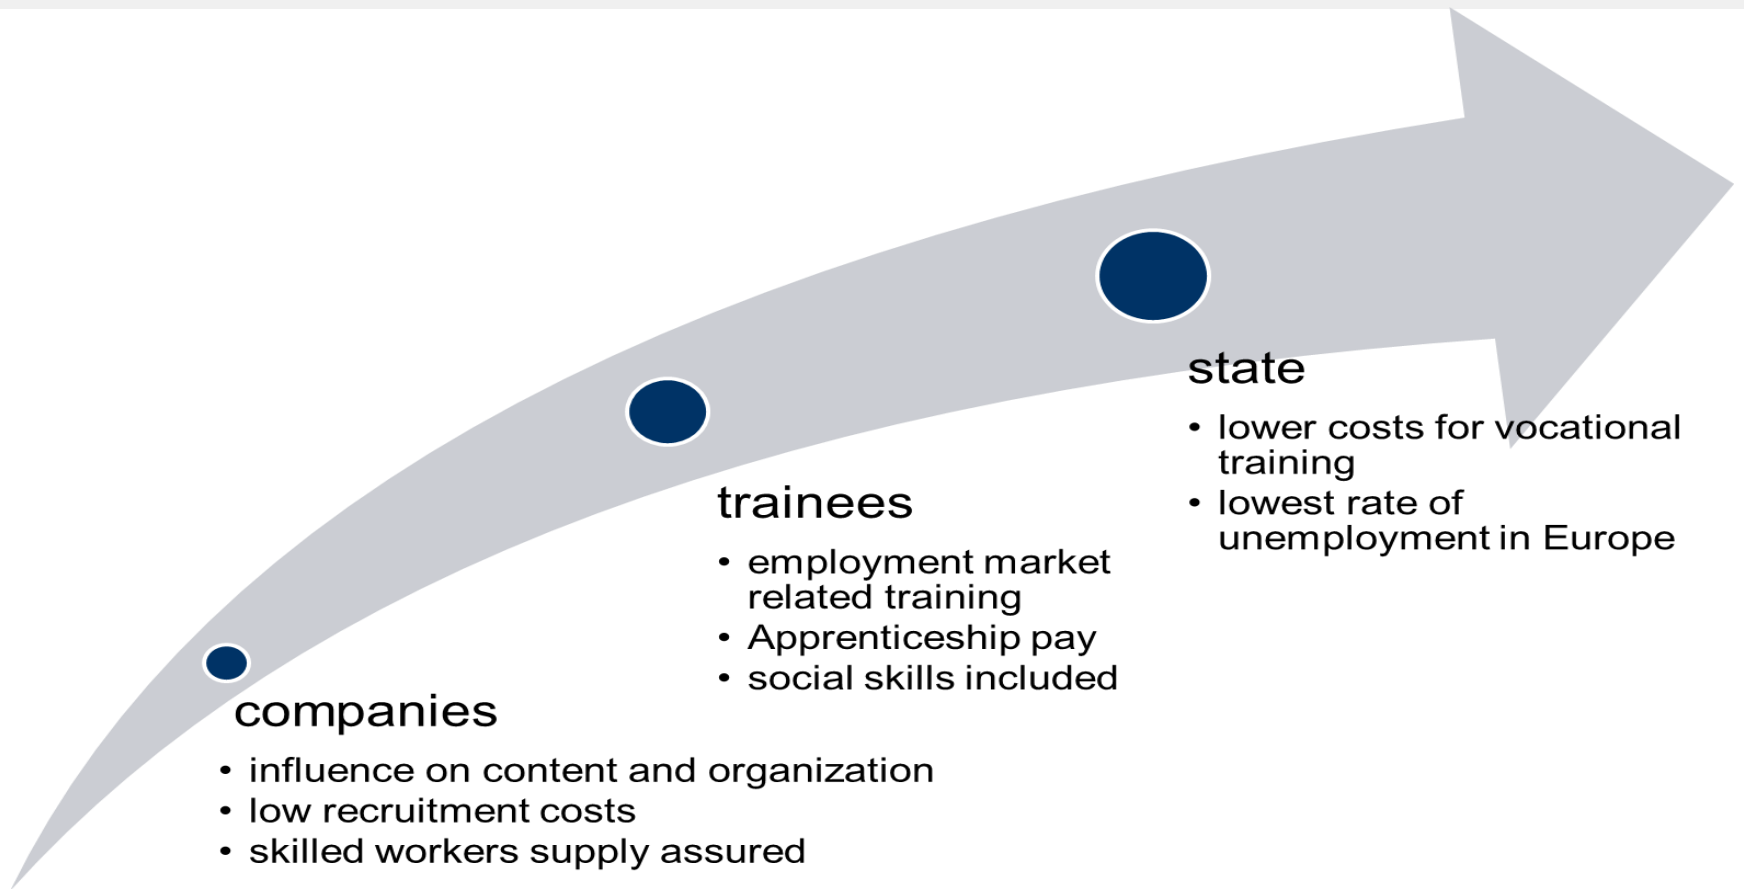 companies
• influence on content and organization
• low recruitment costs
• skilled workers supply assured
trainees
• employment market
related training
• Apprenticeship pay
• social skills included
state
• lower costs for vocational
training
• lowest rate of
unemployment in Europe